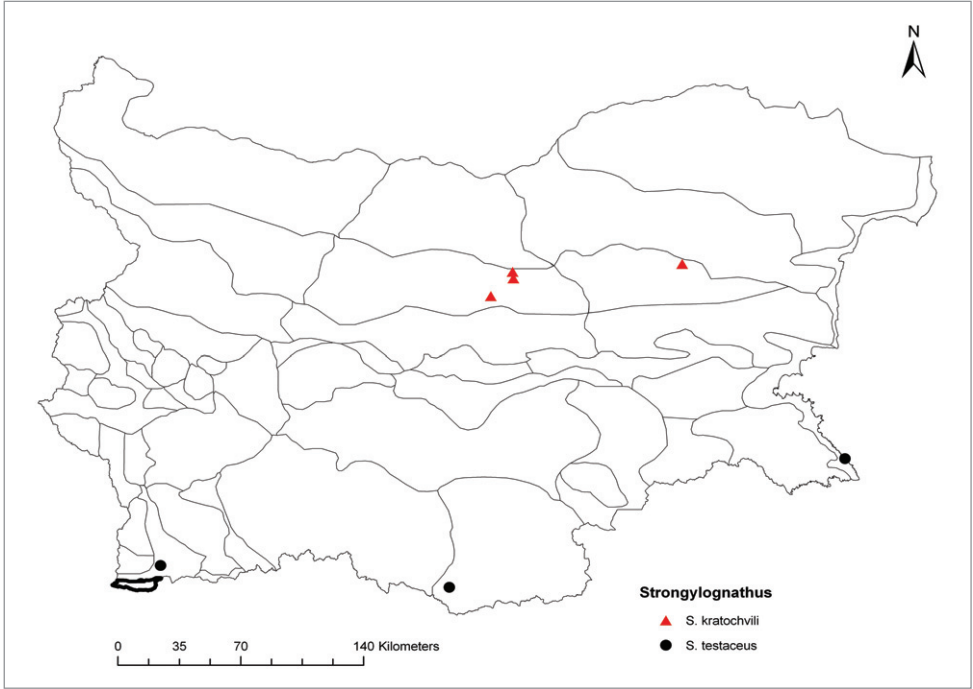 N
Strongylognathus
S. kratochvili
S. testaceus
0 35 70 140 Kilometers